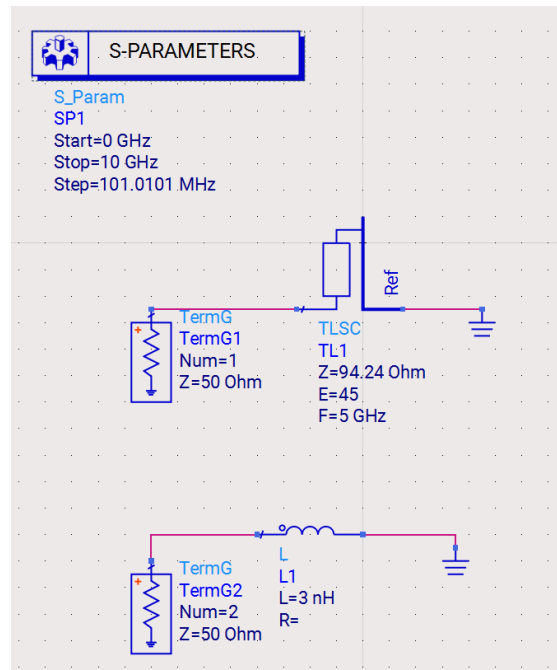 S-PARAMETERS
S_Param
SP1
Start=0 GHz
Stop=10 GHz
Step=101.0101 MHz
Ref
TermG
TermG1
Num=1
Z=50 Ohm
TLSC
TL1
Z=94.24 Ohm
E=45
F=5 GHz
TermG
TermG2
Num=2
Z=50 Ohm
L
L1
L=3 nH
R=